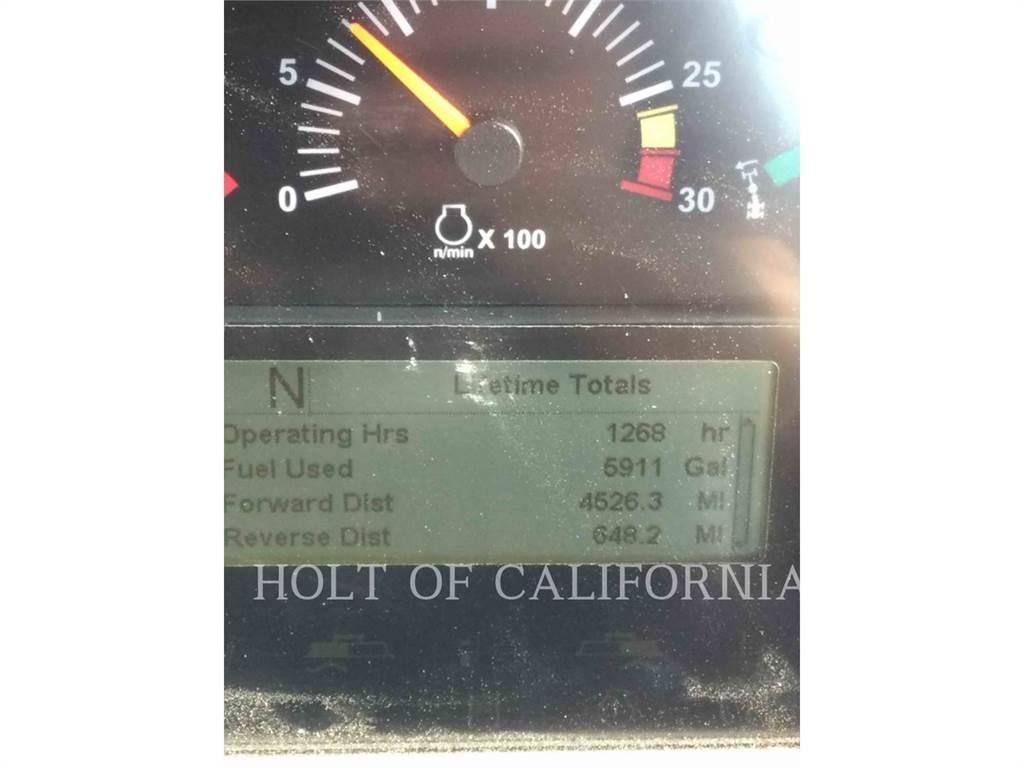 5
25
0
30
n/min X 100
N Lifetime Totals
Operating Hrs 1268 hr
Fuel Used 5911 Gal
Forward Dist 4526.3 MI
Reverse Dist 648.2 MI
HOLT OF CALIFORNIA